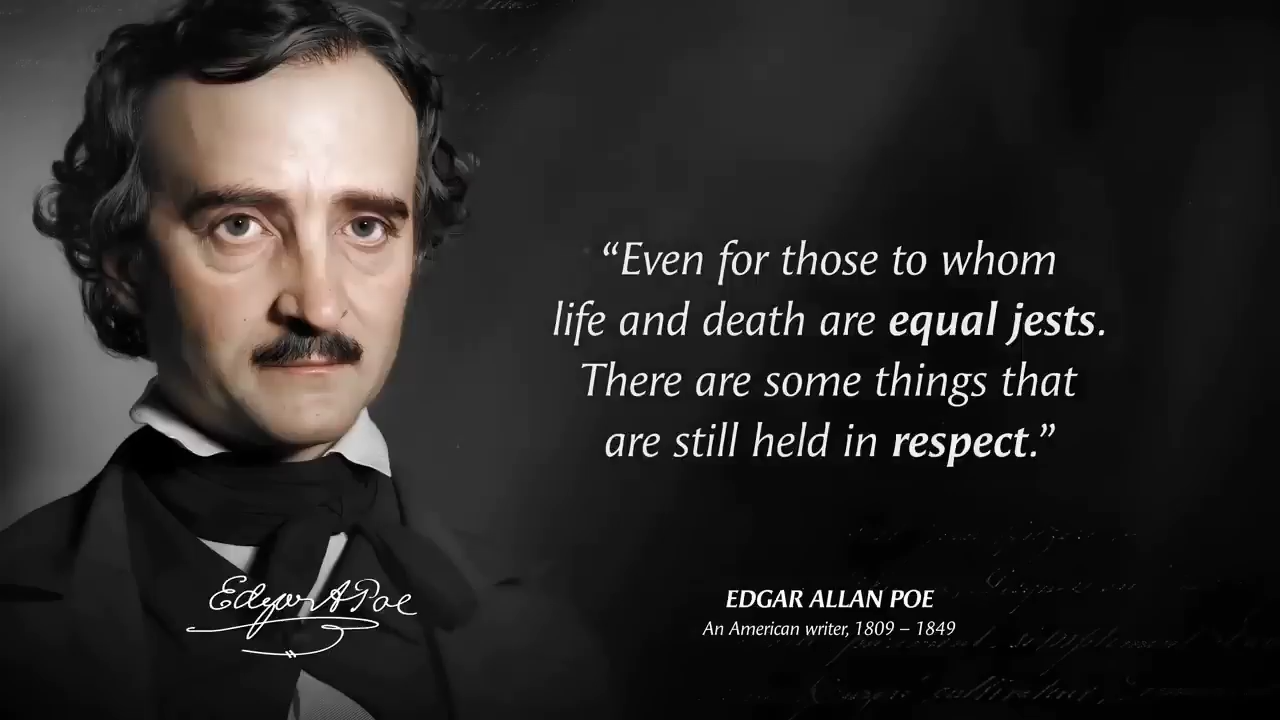 “Even for those to whom
life and death are equal jests.
There are some things that
are still held in respect.”
Edgar A Poe
EDGAR ALLAN POE
An American writer, 1809 – 1849